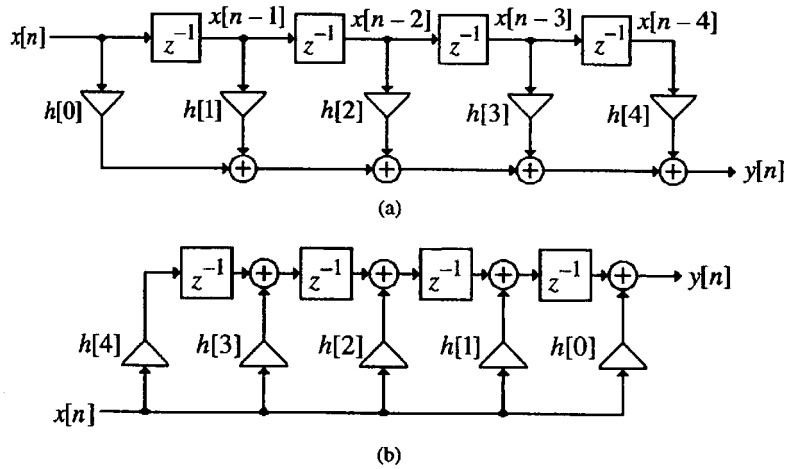 x[n−1] x[n−2] x[n−3] x[n−4]
x[n] z⁻¹ z⁻¹ z⁻¹ z⁻¹
h[0] h[1] h[2] h[3] h[4]
+ + + + y[n]
(a)
z⁻¹ + z⁻¹ + z⁻¹ + z⁻¹ + y[n]
h[4] h[3] h[2] h[1] h[0]
x[n]
(b)